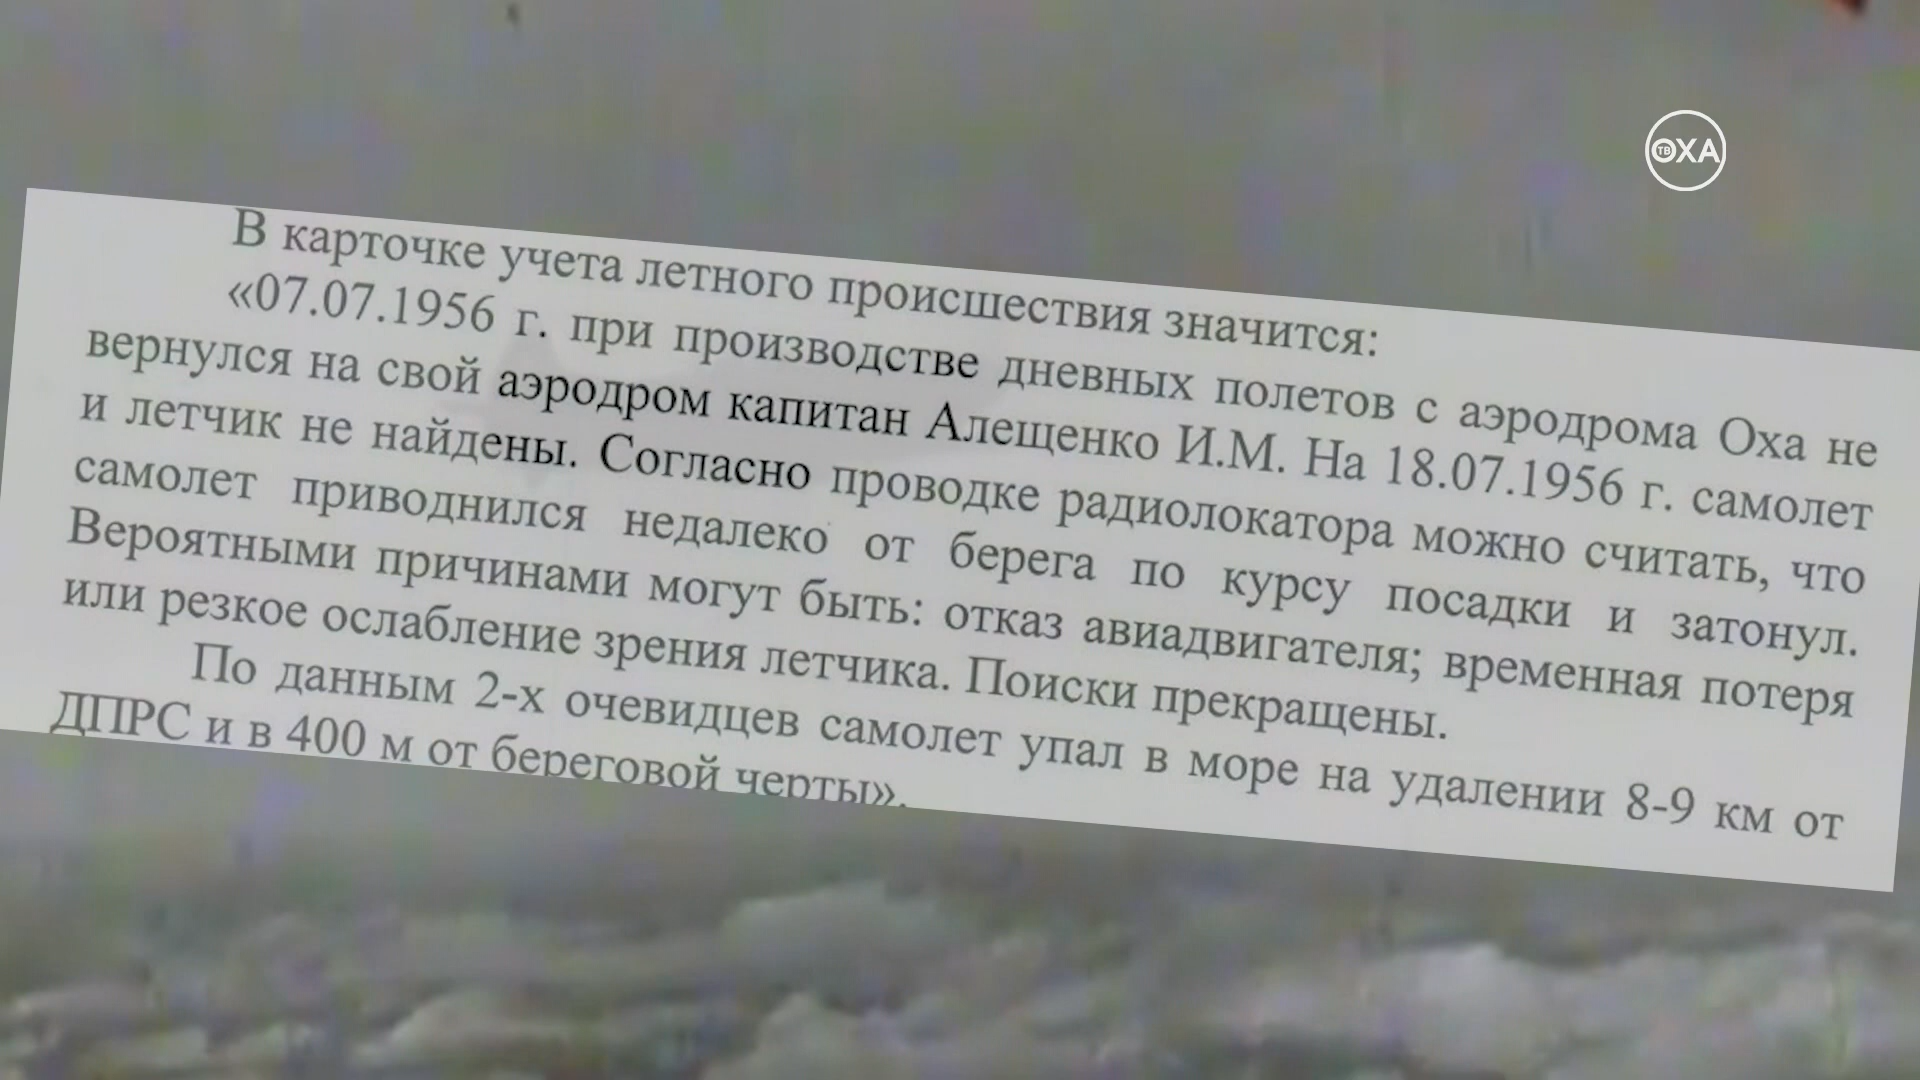 ТВ ОХА
В карточке учета летного происшествия значится:
«07.07.1956 г. при производстве дневных полетов с аэродрома Оха не
вернулся на свой аэродром капитан Алещенко И.М. На 18.07.1956 г. самолет
и летчик не найдены. Согласно проводке радиолокатора можно считать, что
самолет приводнился недалеко от берега по курсу посадки и затонул.
Вероятными причинами могут быть: отказ авиадвигателя; временная потеря
или резкое ослабление зрения летчика. Поиски прекращены.
По данным 2-х очевидцев самолет упал в море на удалении 8-9 км от
ДПРС и в 400 м от береговой черты».